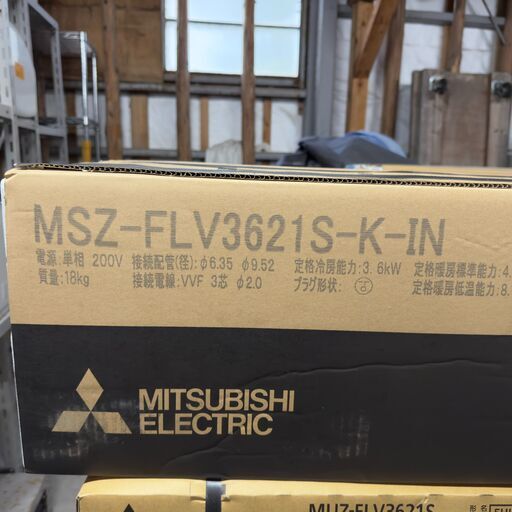 MSZ-FLV3621S-K-IN
電源:単相 200V 接続配管(径):φ6.35 φ9.52 定格冷房能力:3.6kW 定格暖房標準能力:4.
質量:18kg 接続電線:VVF 3芯 φ2.0 プラグ形状: 定格暖房低温能力:8.
MITSUBISHI
ELECTRIC
MUZ-FLV3621S
形名